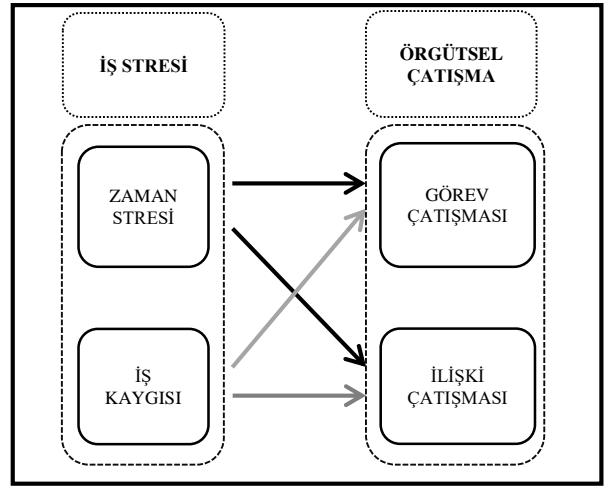 İŞ STRESİ
ÖRGÜTSEL
ÇATIŞMA
ZAMAN
STRESİ
GÖREV
ÇATIŞMASI
İŞ
KAYGISI
İLİŞKİ
ÇATIŞMASI